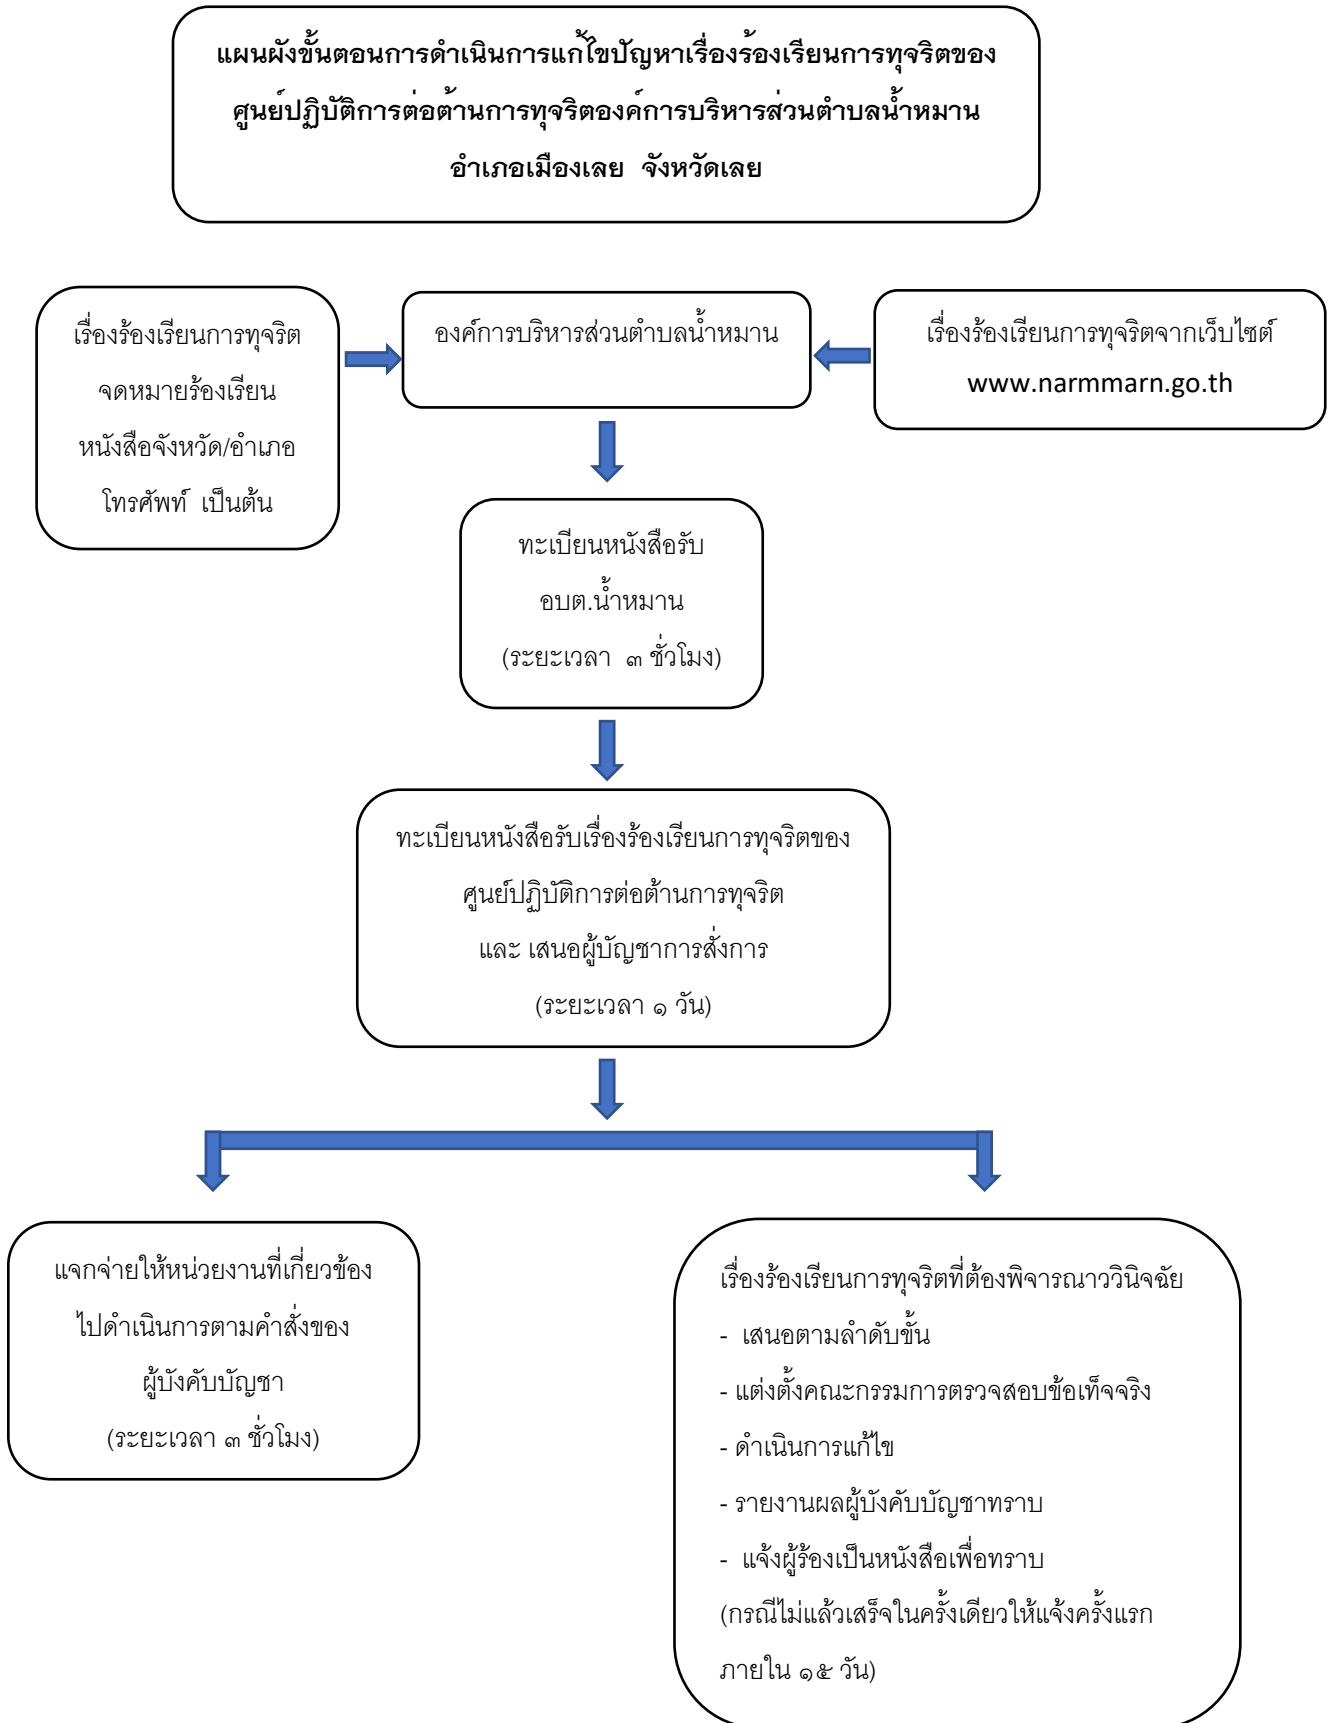 แผนผังขั้นตอนการดำเนินการแก้ไขปัญหาเรื่องร้องเรียนการทุจริตของ
ศูนย์ปฏิบัติการต่อต้านการทุจริตองค์การบริหารส่วนตำบลน้ำหมาน
อำเภอเมืองเลย จังหวัดเลย
เรื่องร้องเรียนการทุจริต
จดหมายร้องเรียน
หนังสือจังหวัด/อำเภอ
โทรศัพท์ เป็นต้น
องค์การบริหารส่วนตำบลน้ำหมาน
เรื่องร้องเรียนการทุจริตจากเว็บไซต์
www.narmmarn.go.th
ทะเบียนหนังสือรับ
อบต.น้ำหมาน
(ระยะเวลา ๓ ชั่วโมง)
ทะเบียนหนังสือรับเรื่องร้องเรียนการทุจริตของ
ศูนย์ปฏิบัติการต่อต้านการทุจริต
และ เสนอผู้บัญชาการสั่งการ
(ระยะเวลา ๑ วัน)
แจกจ่ายให้หน่วยงานที่เกี่ยวข้อง
ไปดำเนินการตามคำสั่งของ
ผู้บังคับบัญชา
(ระยะเวลา ๓ ชั่วโมง)
เรื่องร้องเรียนการทุจริตที่ต้องพิจารณาววินิจฉัย
- เสนอตามลำดับขั้น
- แต่งตั้งคณะกรรมการตรวจสอบข้อเท็จจริง
- ดำเนินการแก้ไข
- รายงานผลผู้บังคับบัญชาทราบ
- แจ้งผู้ร้องเป็นหนังสือเพื่อทราบ
(กรณีไม่แล้วเสร็จในครั้งเดียวให้แจ้งครั้งแรก
ภายใน ๑๕ วัน)